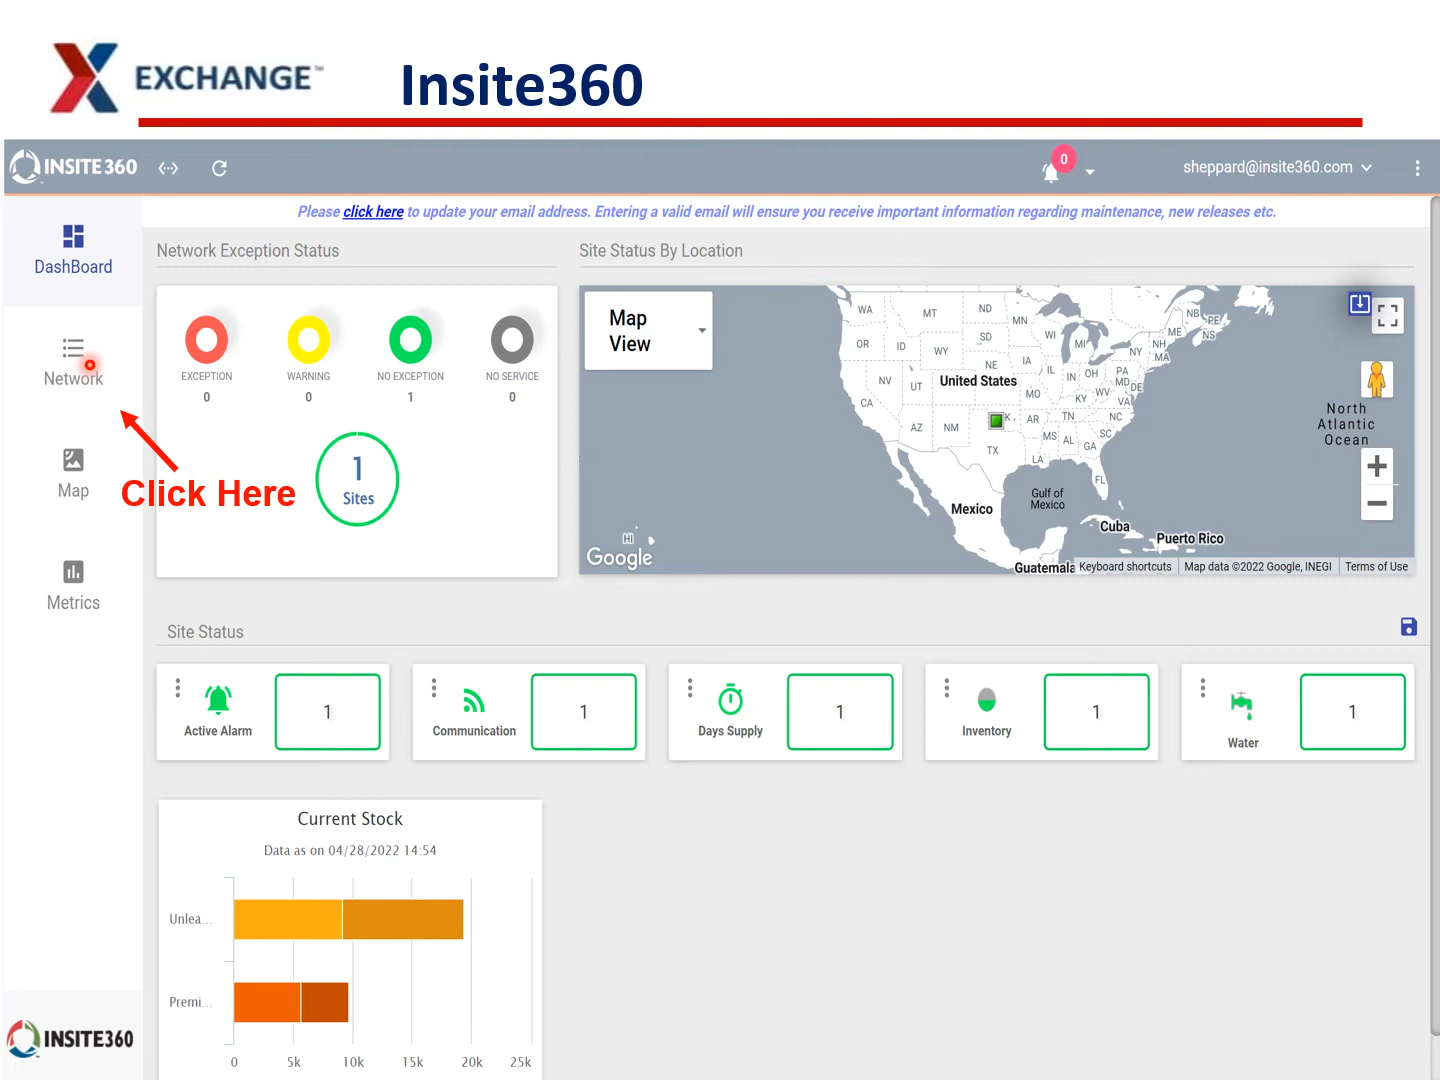 EXCHANGE™
Insite360
INSITE360
0
sheppard@insite360.com
Please click here to update your email address. Entering a valid email will ensure you receive important information regarding maintenance, new releases etc.
DashBoard
Network
Map
Metrics
Click Here
Network Exception Status
EXCEPTION
WARNING
NO EXCEPTION
NO SERVICE
0
0
1
0
1
Sites
Site Status By Location
Map
View
WA
MT
ND
MN
OR
ID
WY
SD
WI
MI
NB
PE
NS
ME
NH
MA
NY
NE
IA
IL
IN
OH
PA
MD
DE
NV
UT
United States
MO
KY
WV
VA
CA
AZ
NM
K
AR
TN
NC
SC
MS
AL
GA
TX
LA
FL
North
Atlantic
Ocean
Gulf of
Mexico
Mexico
Cuba
Puerto Rico
HI
Google
Guatemala
Keyboard shortcuts
Map data ©2022 Google, INEGI
Terms of Use
Site Status
Active Alarm
1
Communication
1
Days Supply
1
Inventory
1
Water
1
Current Stock
Data as on 04/28/2022 14:54
Unlea...
Premi...
0
5k
10k
15k
20k
25k
INSITE360